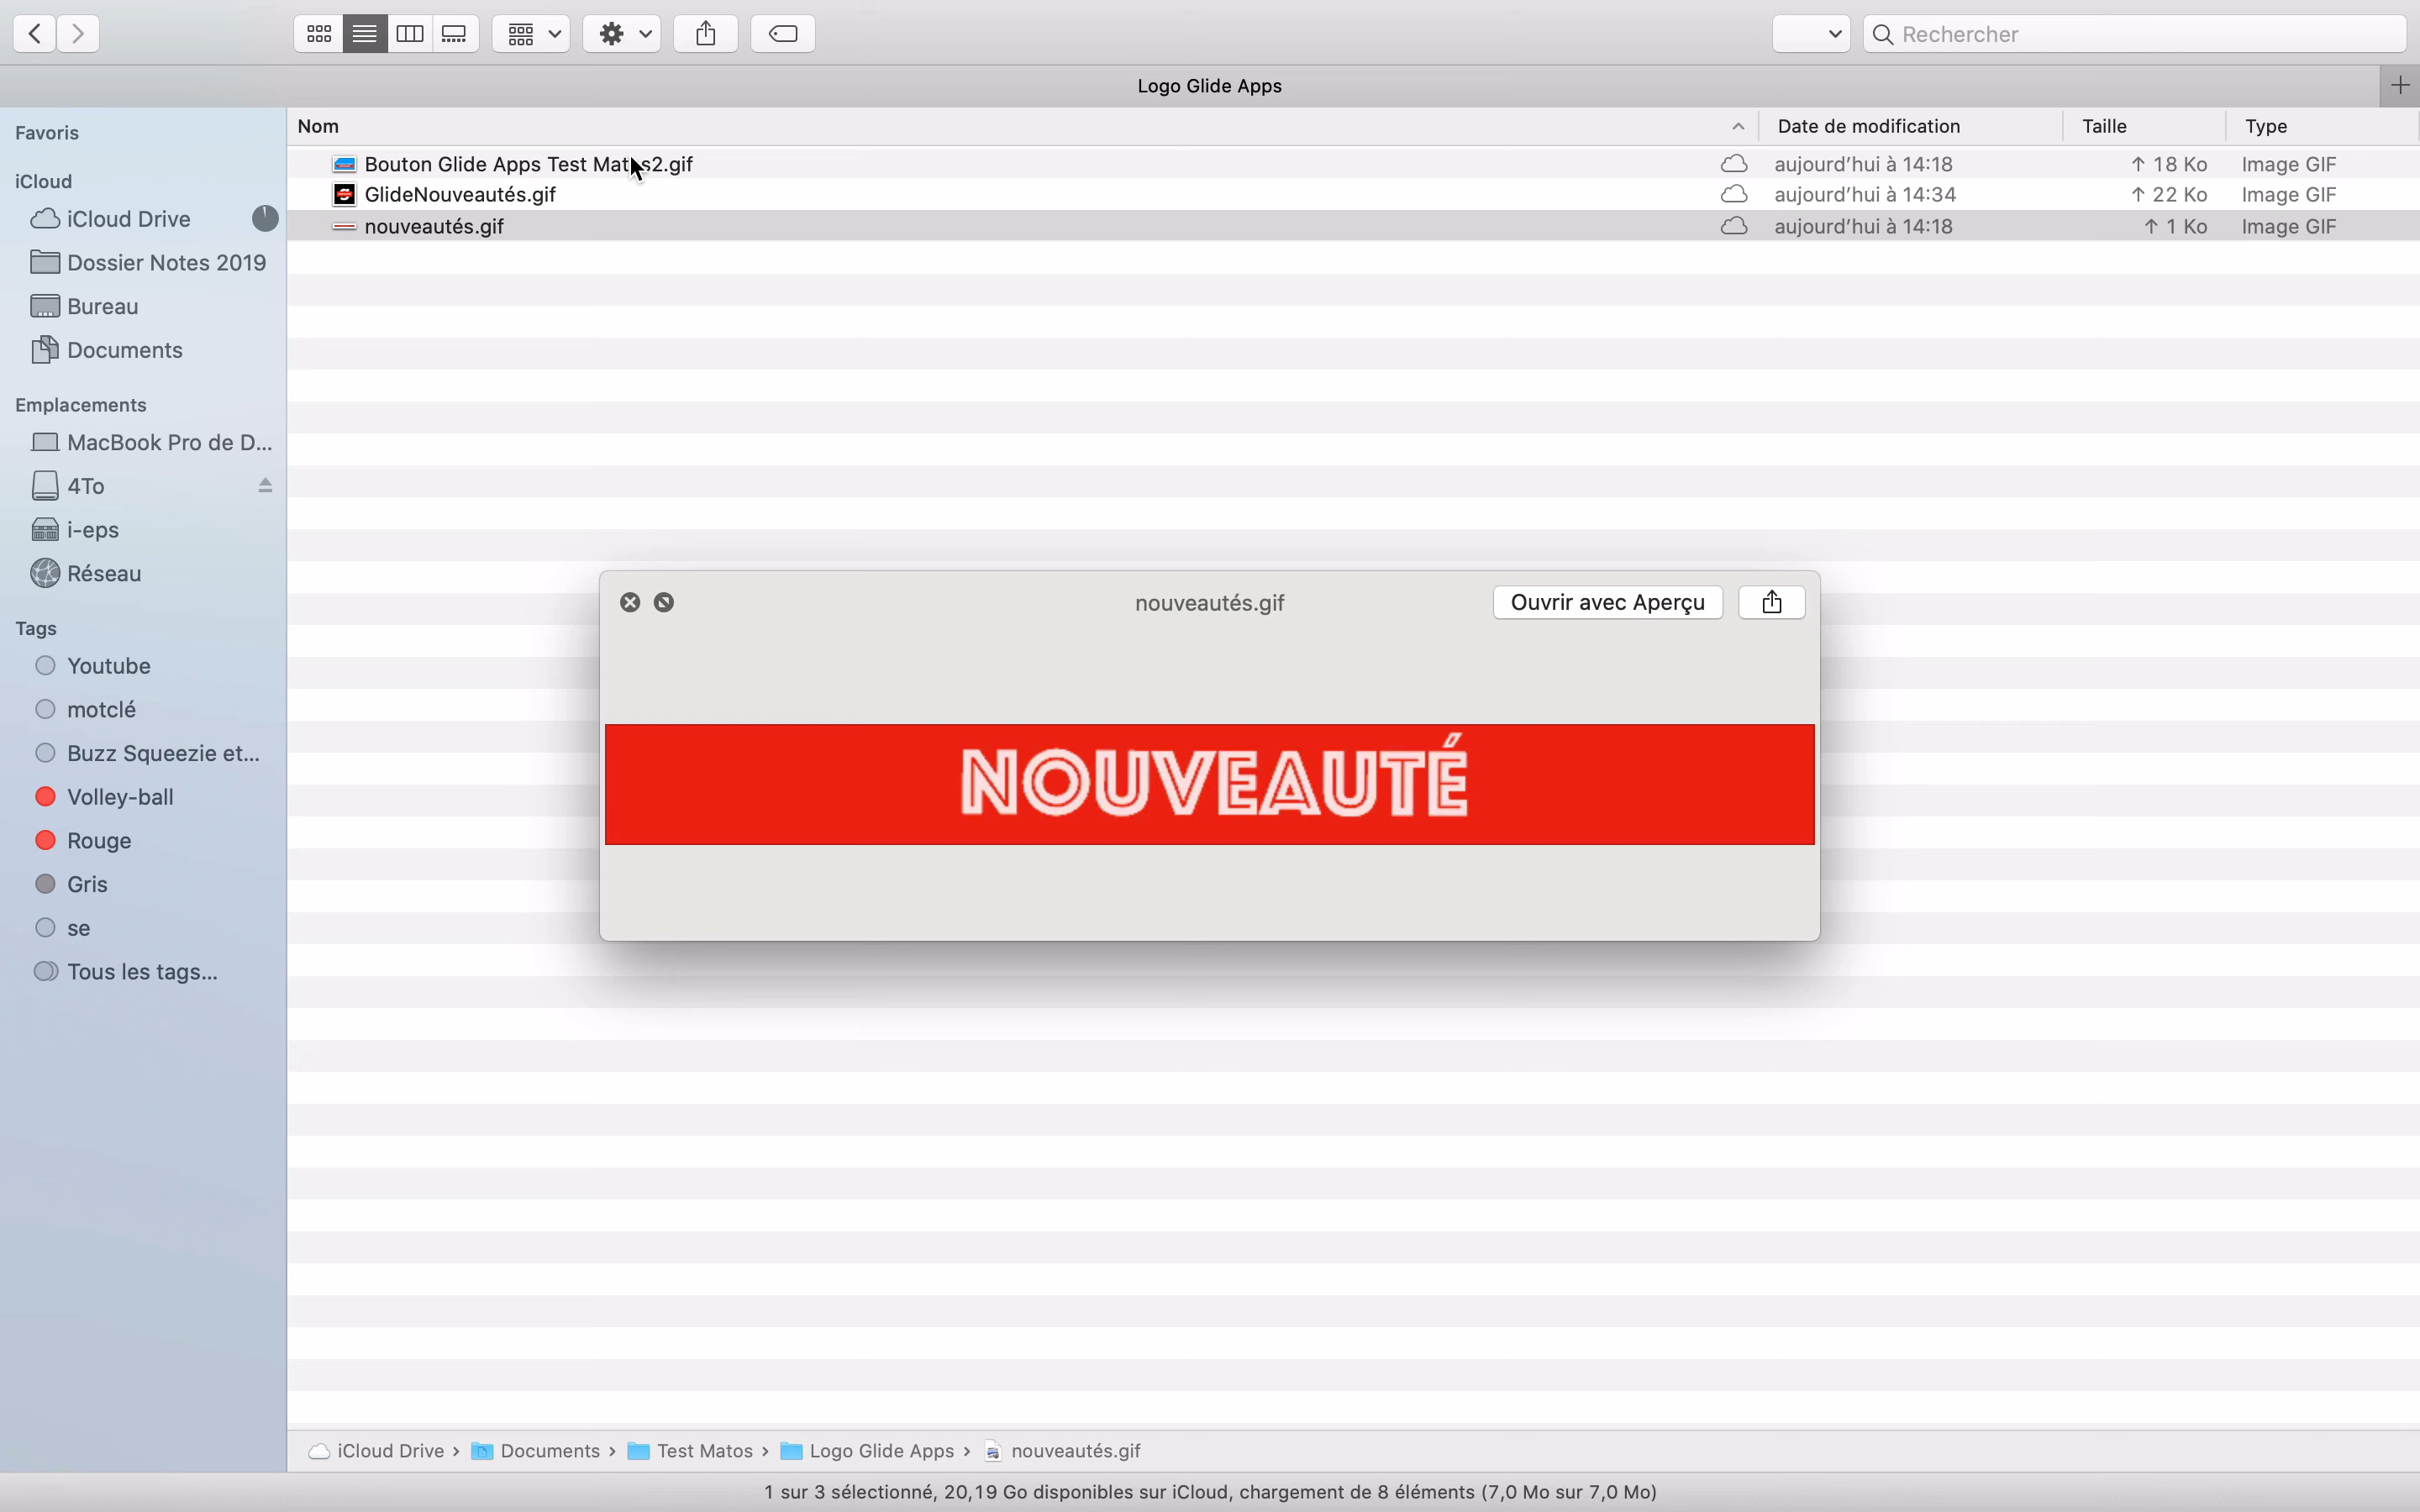 Rechercher
Logo Glide Apps
Favoris
iCloud
iCloud Drive
Dossier Notes 2019
Bureau
Documents
Emplacements
MacBook Pro de D...
4To
i-eps
Réseau
Tags
Youtube
motclé
Buzz Squeezie et...
Volley-ball
Rouge
Gris
se
Tous les tags...
Nom Date de modification Taille Type
Bouton Glide Apps Test Matos2.gif aujourd’hui à 14:18 ↑ 18 Ko Image GIF
GlideNouveautés.gif aujourd’hui à 14:34 ↑ 22 Ko Image GIF
nouveautés.gif aujourd’hui à 14:18 ↑ 1 Ko Image GIF
nouveautés.gif Ouvrir avec Aperçu
NOUVEAUTÉ
iCloud Drive › Documents › Test Matos › Logo Glide Apps › nouveautés.gif
1 sur 3 sélectionné, 20,19 Go disponibles sur iCloud, chargement de 8 éléments (7,0 Mo sur 7,0 Mo)